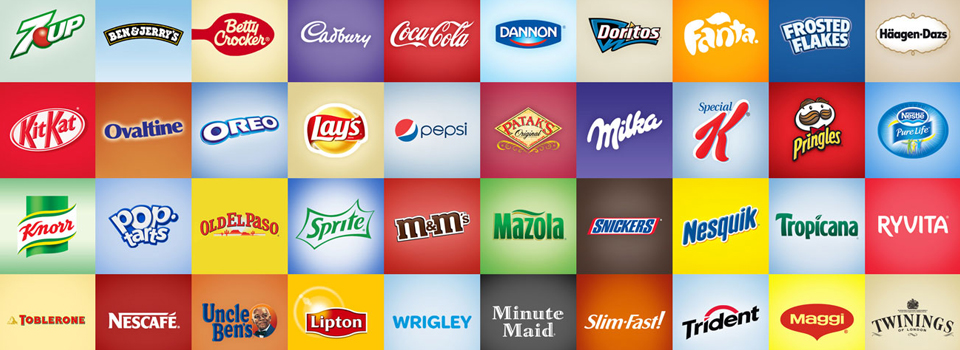 7UP
BEN & JERRY'S
Betty Crocker
Cadbury
Coca-Cola
DANNON
Doritos
Fanta
FROSTED FLAKES
Häagen-Dazs
KitKat
Ovaltine
OREO
Lay's
pepsi
PATAK'S Original
Milka
Special K
Pringles
Nestlé Pure Life
Knorr
pop. tarts
OLD EL PASO
Sprite
m&m's
Mazola
SNICKERS
Nesquik
Tropicana
RYVITA
TOBLERONE
NESCAFÉ
Uncle Ben's
Lipton
WRIGLEY
Minute Maid
Slim-Fast!
Trident
Maggi
TWININGS OF LONDON